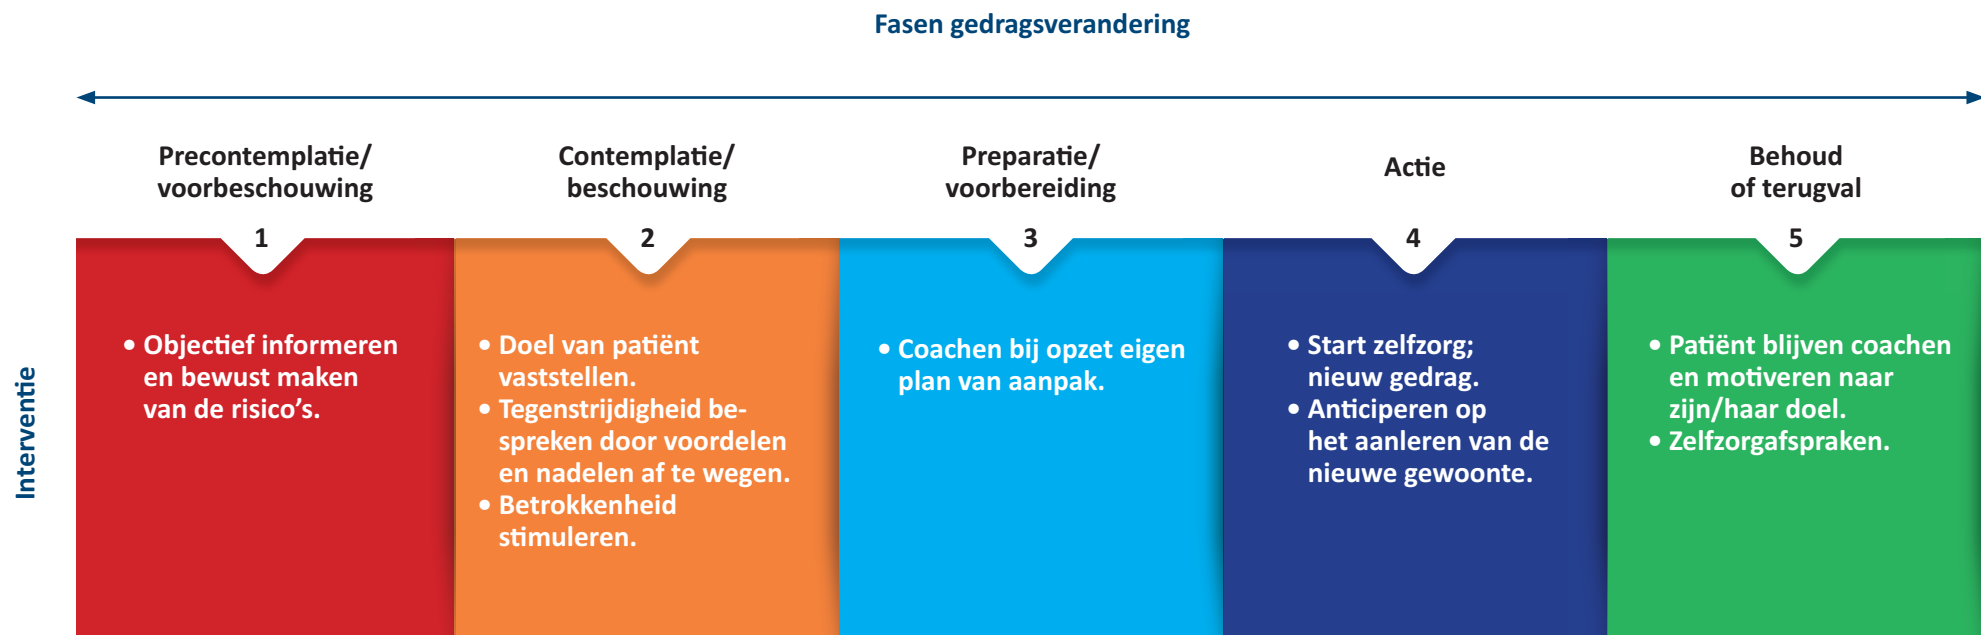 Fasen gedragsverandering
Precontemplatie/
voorbeschouwing
1
Contemplatie/
beschouwing
2
Preparatie/
voorbereiding
3
Actie
4
Behoud
of terugval
5
Interventie
• Objectief informeren
en bewust maken
van de risico's.
• Doel van patiënt
vaststellen.
• Tegenstrijdigheid be-
spreken door voordelen
en nadelen af te wegen.
• Betrokkenheid
stimuleren.
• Coachen bij opzet eigen
plan van aanpak.
• Start zelfzorg;
nieuw gedrag.
• Anticiperen op
het aanleren van de
nieuwe gewoonte.
• Patiënt blijven coachen
en motiveren naar
zijn/haar doel.
• Zelfzorgafspraken.